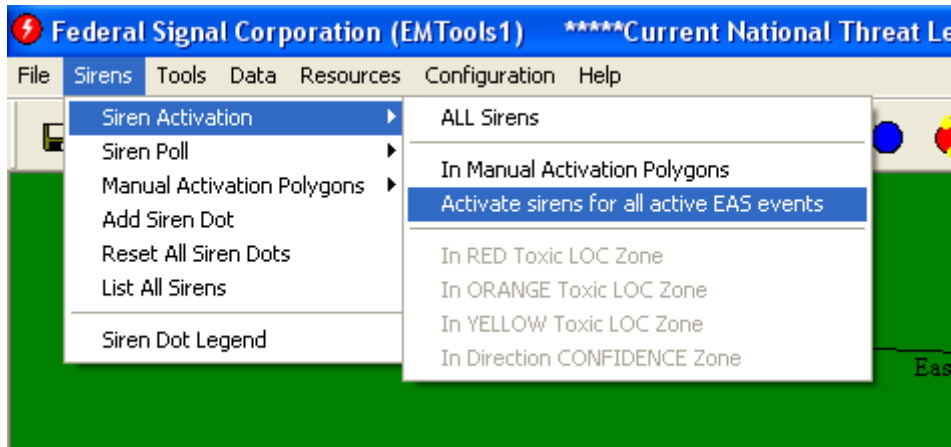 Federal Signal Corporation (EMTools1) *****Current National Threat Le
File Sirens Tools Data Resources Configuration Help
Siren Activation
Siren Poll
Manual Activation Polygons
Add Siren Dot
Reset All Siren Dots
List All Sirens
Siren Dot Legend
ALL Sirens
In Manual Activation Polygons
Activate sirens for all active EAS events
In RED Toxic LOC Zone
In ORANGE Toxic LOC Zone
In YELLOW Toxic LOC Zone
In Direction CONFIDENCE Zone
Eas